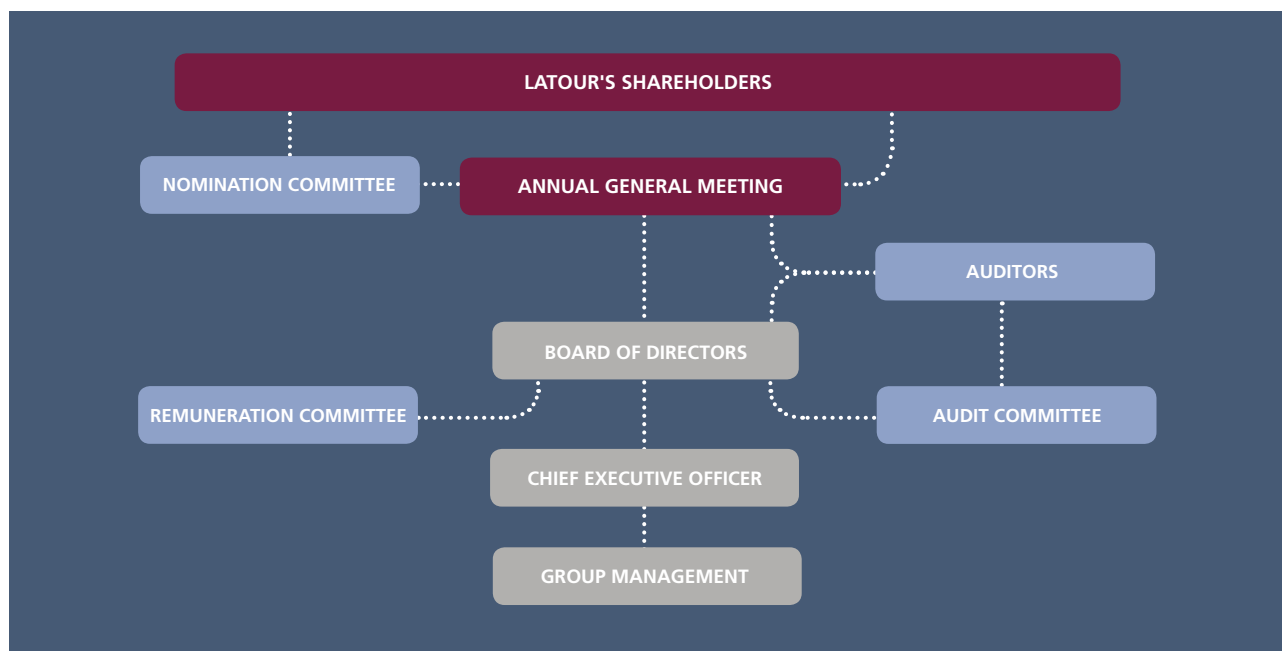 LATOUR'S SHAREHOLDERS
NOMINATION COMMITTEE
ANNUAL GENERAL MEETING
AUDITORS
BOARD OF DIRECTORS
REMUNERATION COMMITTEE
AUDIT COMMITTEE
CHIEF EXECUTIVE OFFICER
GROUP MANAGEMENT